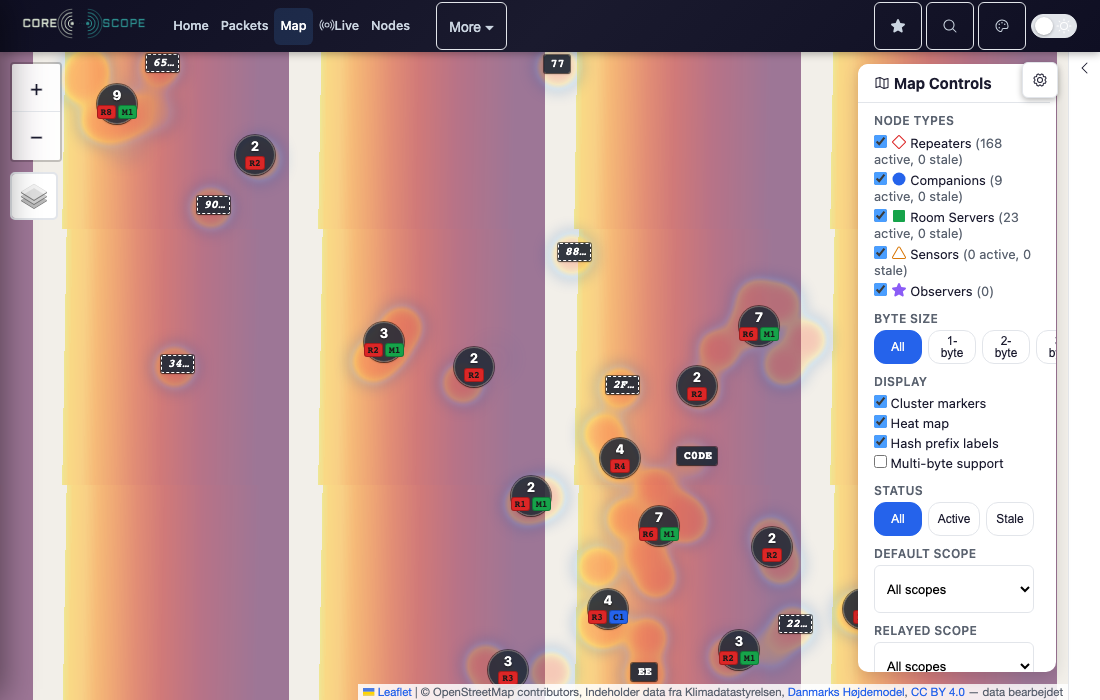 CORE SCOPE
Home Packets Map Live Nodes More
65…
77
9
R8 M1
2
R2
90…
88…
3
R2 M1
2
R2
34…
7
R6 M1
2F…
2
R2
4
R4
C0DE
2
R1 M1
7
R6 M1
2
R2
4
R3 C1
22…
3
R2 M1
3
R3
EE
+
−
Map Controls
NODE TYPES
Repeaters (168
active, 0 stale)
Companions (9
active, 0 stale)
Room Servers (23
active, 0 stale)
Sensors (0 active, 0
stale)
Observers (0)
BYTE SIZE
All
1-
byte
2-
byte
DISPLAY
Cluster markers
Heat map
Hash prefix labels
Multi-byte support
STATUS
All Active Stale
DEFAULT SCOPE
All scopes
RELAYED SCOPE
All scopes
Leaflet | © OpenStreetMap contributors, Indeholder data fra Klimadatastyrelsen, Danmarks Højdemodel, CC BY 4.0 — data bearbejdet